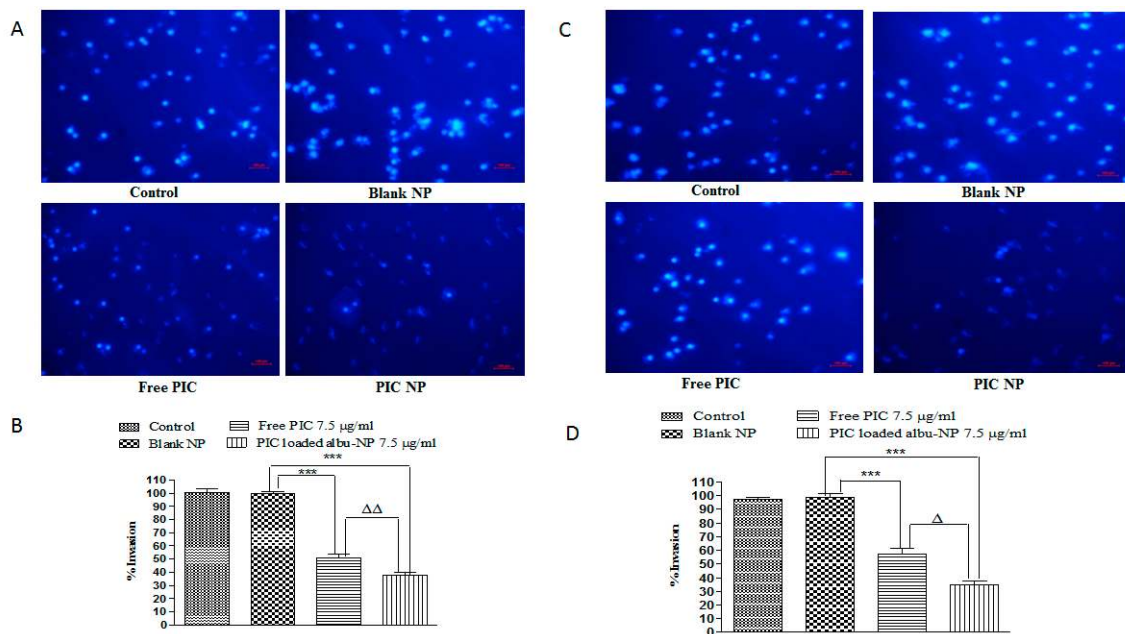 A
Control
Blank NP
Free PIC
PIC NP
B
Control
Free PIC 7.5 μg/ml
Blank NP
PIC loaded albu-NP 7.5 μg/ml
***
***
ΔΔ
% Invasion
110
100
90
80
70
60
50
40
30
20
10
0
C
Control
Blank NP
Free PIC
PIC NP
D
Control
Free PIC 7.5 μg/ml
Blank NP
PIC loaded albu-NP 7.5 μg/ml
***
***
Δ
% Invasion
110
100
90
80
70
60
50
40
30
20
10
0